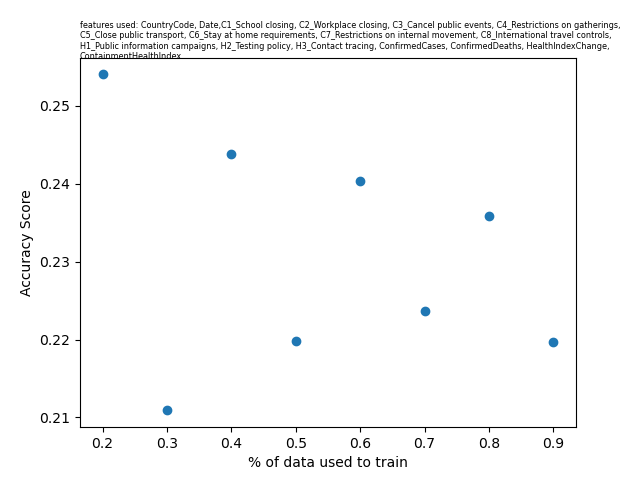 features used: CountryCode, Date,C1_School closing, C2_Workplace closing, C3_Cancel public events, C4_Restrictions on gatherings,
C5_Close public transport, C6_Stay at home requirements, C7_Restrictions on internal movement, C8_International travel controls,
H1_Public information campaigns, H2_Testing policy, H3_Contact tracing, ConfirmedCases, ConfirmedDeaths, HealthIndexChange,
ContainmentHealthIndex
0.25
0.24
0.23
0.22
0.21
Accuracy Score
0.2 0.3 0.4 0.5 0.6 0.7 0.8 0.9
% of data used to train